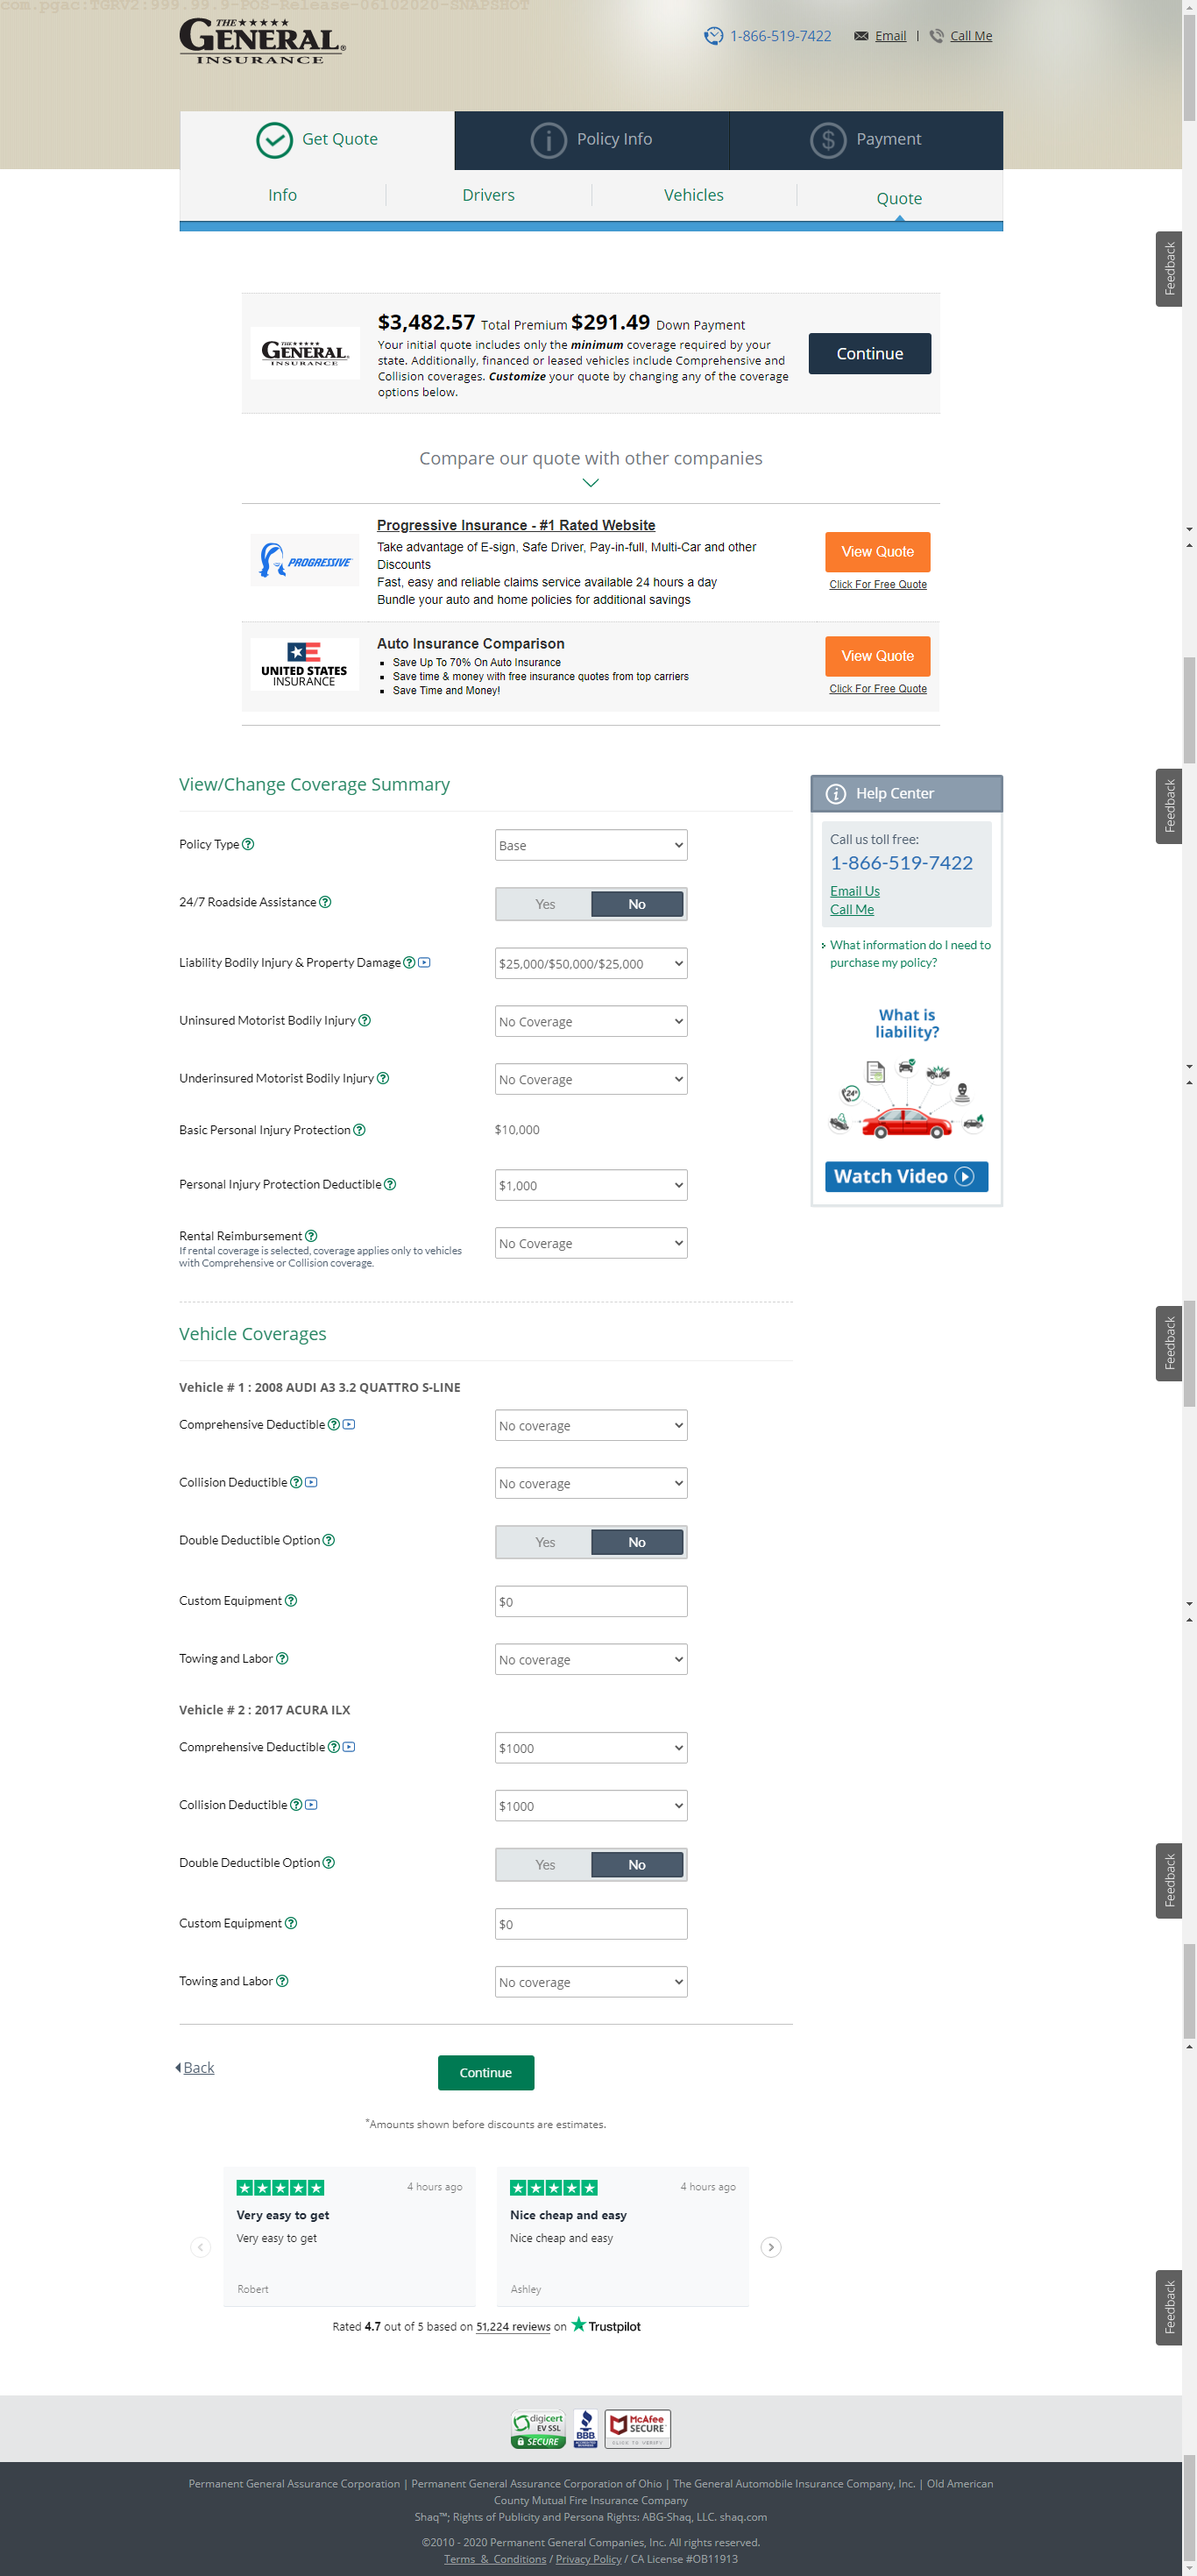 com.pgac:TGRV2:999.99.9-POS-Release-06102020-SNAPSHOT
THE ★★★★★
GENERAL®
INSURANCE
1-866-519-7422
Email | Call Me
Get Quote
Policy Info
Payment
Info
Drivers
Vehicles
Quote
Feedback
THE ★★★★★
GENERAL®
INSURANCE
$3,482.57 Total Premium $291.49 Down Payment
Your initial quote includes only the minimum coverage required by your
state. Additionally, financed or leased vehicles include Comprehensive and
Collision coverages. Customize your quote by changing any of the coverage
options below.
Continue
Compare our quote with other companies
PROGRESSIVE
Progressive Insurance - #1 Rated Website
Take advantage of E-sign, Safe Driver, Pay-in-full, Multi-Car and other
Discounts
Fast, easy and reliable claims service available 24 hours a day
Bundle your auto and home policies for additional savings
View Quote
Click For Free Quote
UNITED STATES
INSURANCE
Auto Insurance Comparison
Save Up To 70% On Auto Insurance
Save time & money with free insurance quotes from top carriers
Save Time and Money!
View Quote
Click For Free Quote
View/Change Coverage Summary
Policy Type
Base
24/7 Roadside Assistance
Yes
No
Liability Bodily Injury & Property Damage
$25,000/$50,000/$25,000
Uninsured Motorist Bodily Injury
No Coverage
Underinsured Motorist Bodily Injury
No Coverage
Basic Personal Injury Protection
$10,000
Personal Injury Protection Deductible
$1,000
Rental Reimbursement
If rental coverage is selected, coverage applies only to vehicles
with Comprehensive or Collision coverage.
No Coverage
Help Center
Call us toll free:
1-866-519-7422
Email Us
Call Me
What information do I need to
purchase my policy?
What is
liability?
24hr
Watch Video
Feedback
Vehicle Coverages
Vehicle # 1 : 2008 AUDI A3 3.2 QUATTRO S-LINE
Comprehensive Deductible
No coverage
Collision Deductible
No coverage
Double Deductible Option
Yes
No
Custom Equipment
$0
Towing and Labor
No coverage
Feedback
Vehicle # 2 : 2017 ACURA ILX
Comprehensive Deductible
$1000
Collision Deductible
$1000
Double Deductible Option
Yes
No
Custom Equipment
$0
Towing and Labor
No coverage
Feedback
Back
Continue
*Amounts shown before discounts are estimates.
4 hours ago
Very easy to get
Very easy to get
Robert
4 hours ago
Nice cheap and easy
Nice cheap and easy
Ashley
Rated 4.7 out of 5 based on 51,224 reviews on Trustpilot
Feedback
digicert
EV SSL
SECURE
BBB
ACCREDITED BUSINESS
McAfee
SECURE
CLICK TO VERIFY
Permanent General Assurance Corporation | Permanent General Assurance Corporation of Ohio | The General Automobile Insurance Company, Inc. | Old American
County Mutual Fire Insurance Company
Shaq™; Rights of Publicity and Persona Rights: ABG-Shaq, LLC. shaq.com
©2010 - 2020 Permanent General Companies, Inc. All rights reserved.
Terms & Conditions / Privacy Policy / CA License #OB11913